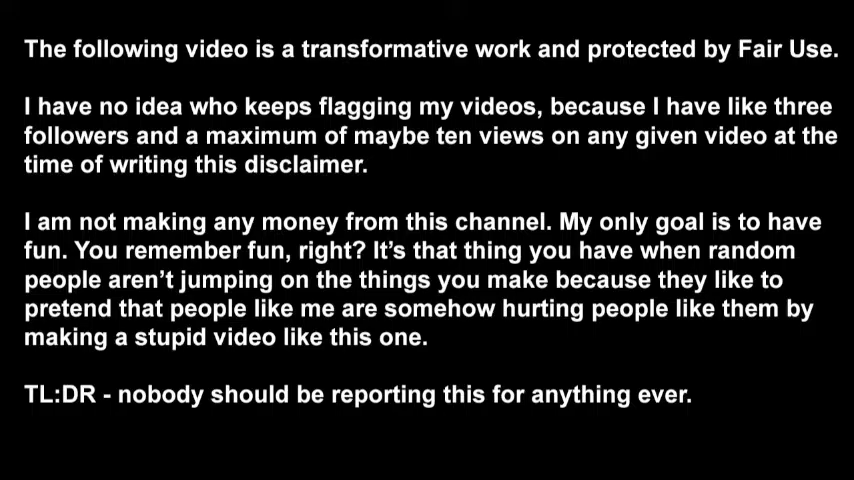 The following video is a transformative work and protected by Fair Use.
I have no idea who keeps flagging my videos, because I have like three
followers and a maximum of maybe ten views on any given video at the
time of writing this disclaimer.
I am not making any money from this channel. My only goal is to have
fun. You remember fun, right? It’s that thing you have when random
people aren’t jumping on the things you make because they like to
pretend that people like me are somehow hurting people like them by
making a stupid video like this one.
TL:DR - nobody should be reporting this for anything ever.